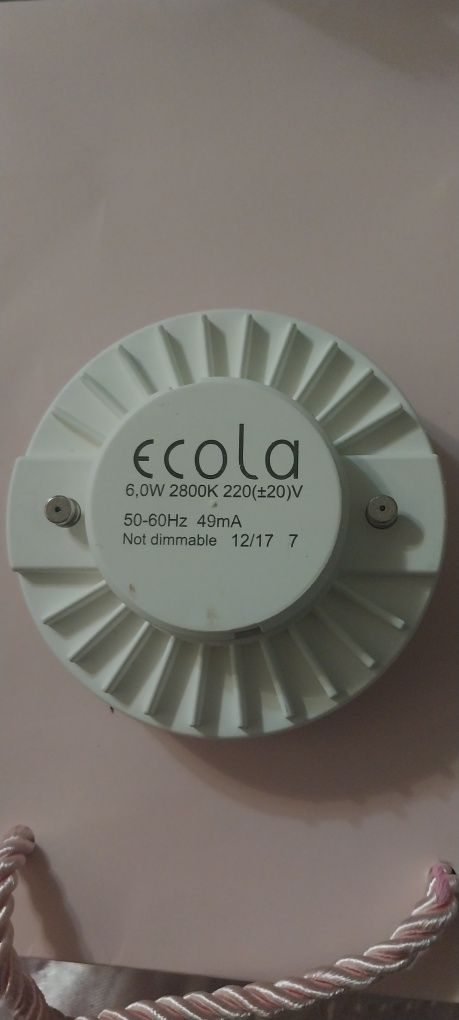 ecola
6,0W 2800K 220(±20)V
50-60Hz 49mA
Not dimmable 12/17 7